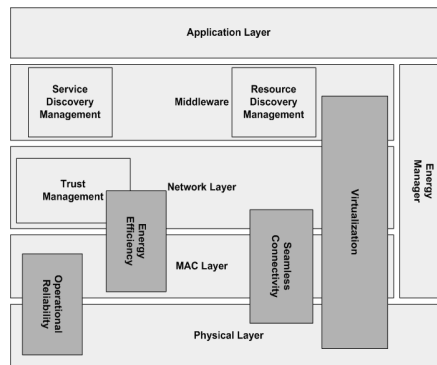 Application Layer
Service
Discovery
Management
Middleware
Resource
Discovery
Management
Energy
Manager
Virtualization
Trust
Management
Network Layer
Energy
Efficiency
Seamless
Connectivity
MAC Layer
Operational
Reliability
Physical Layer